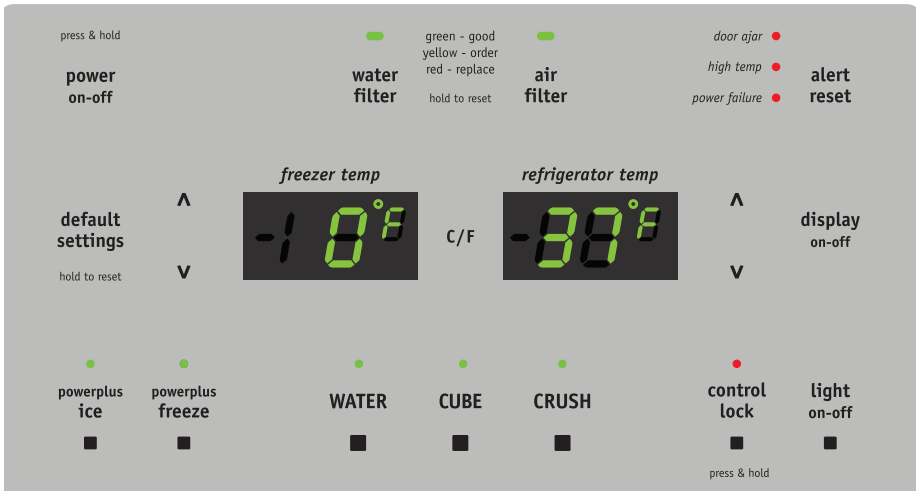 press & hold
power
on-off
water
filter
green - good
yellow - order
red - replace
hold to reset
air
filter
door ajar
high temp
power failure
alert
reset
default
settings
hold to reset
^
v
freezer temp
0°F
C/F
refrigerator temp
37°F
^
v
display
on-off
powerplus
ice
powerplus
freeze
WATER
CUBE
CRUSH
control
lock
press & hold
light
on-off